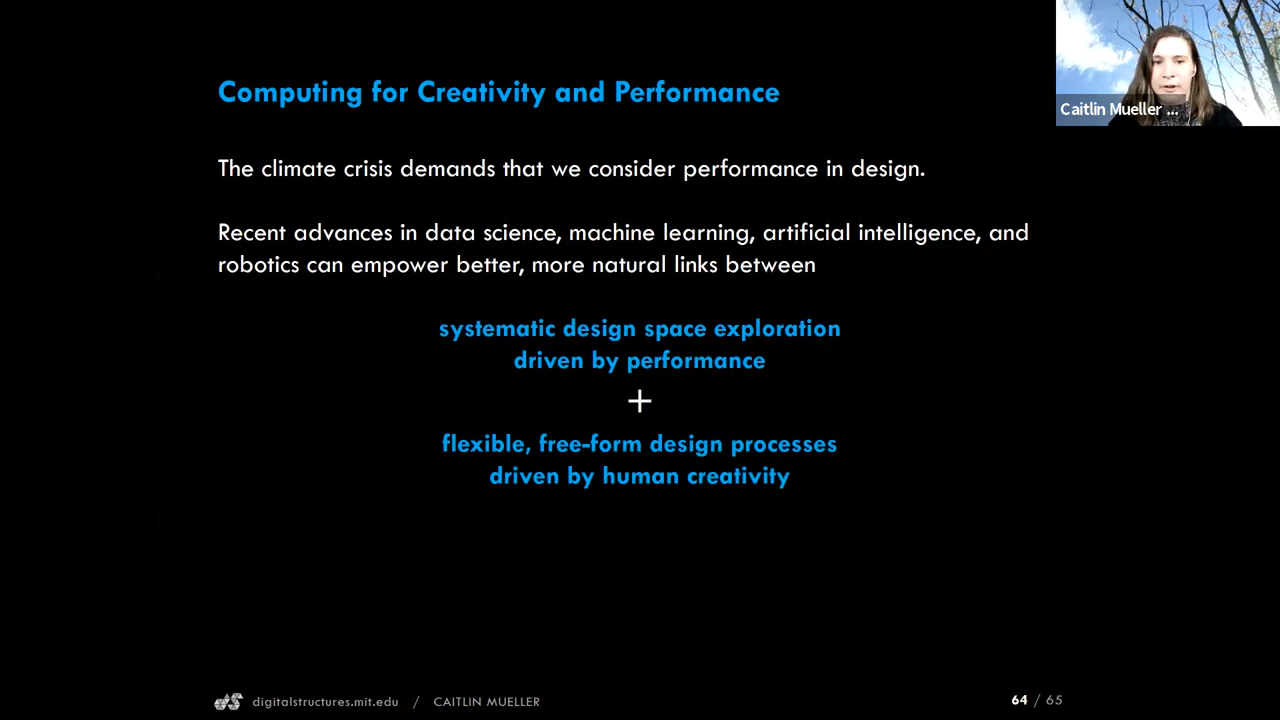 Computing for Creativity and Performance
Caitlin Mueller ...
The climate crisis demands that we consider performance in design.
Recent advances in data science, machine learning, artificial intelligence, and
robotics can empower better, more natural links between
systematic design space exploration
driven by performance
+
flexible, free-form design processes
driven by human creativity
digitalstructures.mit.edu / CAITLIN MUELLER
64 / 65